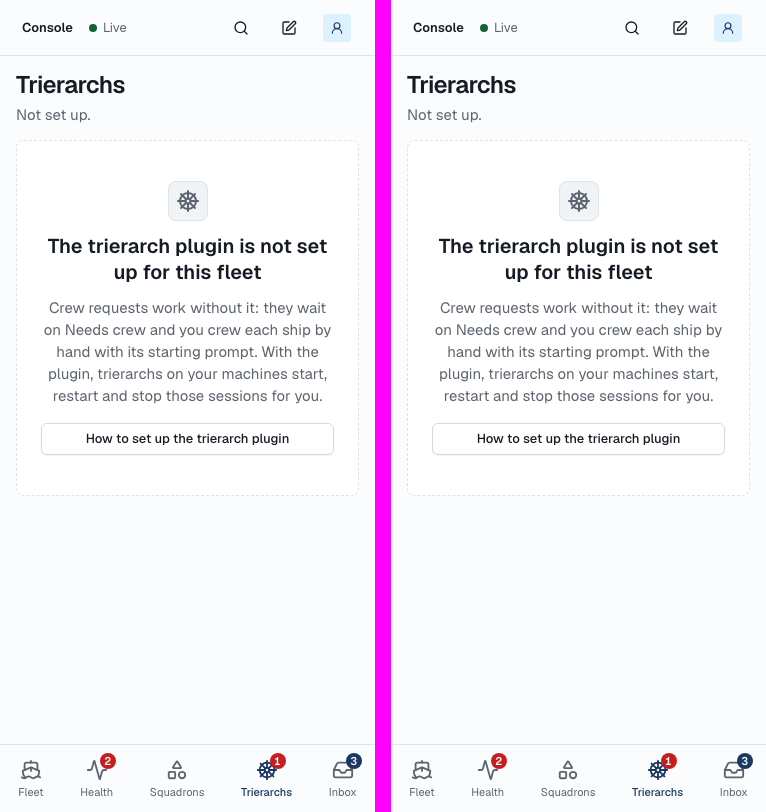 Console Live
Trierarchs
Not set up.
The trierarch plugin is not set
up for this fleet
Crew requests work without it: they wait
on Needs crew and you crew each ship by
hand with its starting prompt. With the
plugin, trierarchs on your machines start,
restart and stop those sessions for you.
How to set up the trierarch plugin
2 1 3
Fleet Health Squadrons Trierarchs Inbox
Console Live
Trierarchs
Not set up.
The trierarch plugin is not set
up for this fleet
Crew requests work without it: they wait
on Needs crew and you crew each ship by
hand with its starting prompt. With the
plugin, trierarchs on your machines start,
restart and stop those sessions for you.
How to set up the trierarch plugin
2 1 3
Fleet Health Squadrons Trierarchs Inbox